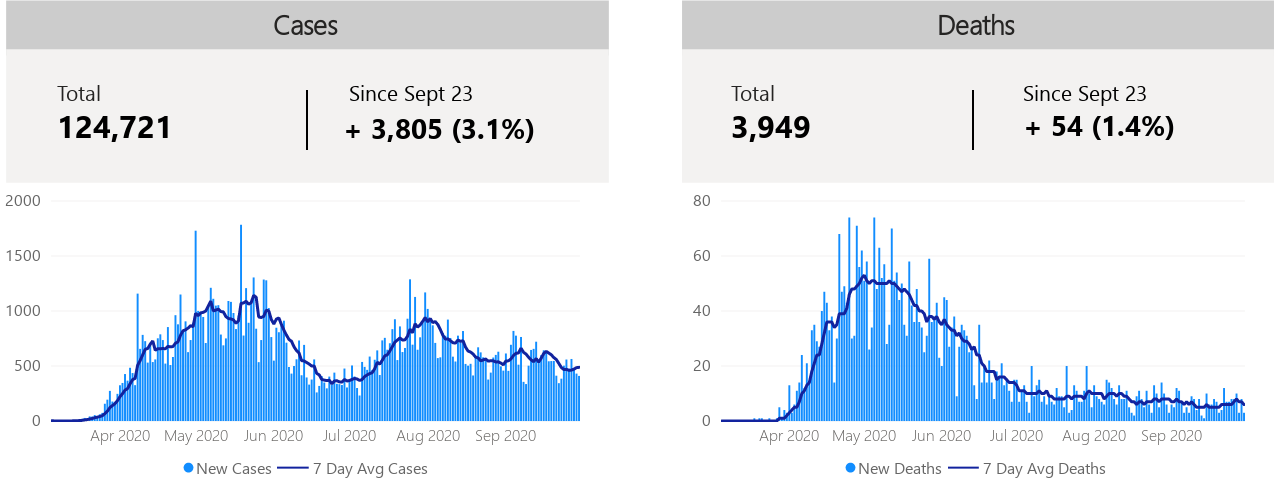 Cases
Total
124,721
Since Sept 23
+ 3,805 (3.1%)
2000
1500
1000
500
0
Apr 2020 May 2020 Jun 2020 Jul 2020 Aug 2020 Sep 2020
New Cases 7 Day Avg Cases
Deaths
Total
3,949
Since Sept 23
+ 54 (1.4%)
80
60
40
20
0
Apr 2020 May 2020 Jun 2020 Jul 2020 Aug 2020 Sep 2020
New Deaths 7 Day Avg Deaths